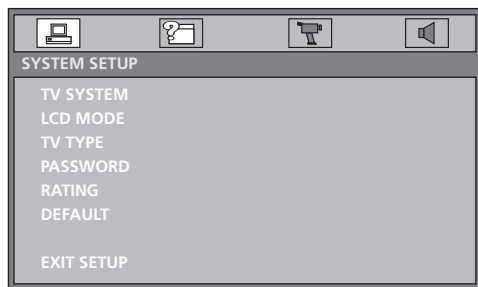 SYSTEM SETUP
TV SYSTEM
LCD MODE
TV TYPE
PASSWORD
RATING
DEFAULT
EXIT SETUP